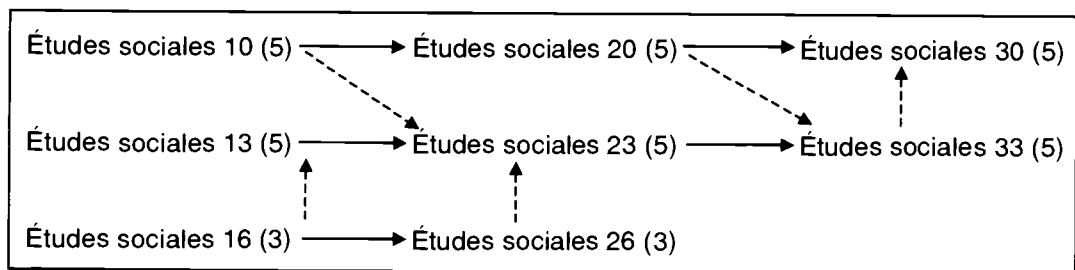 Études sociales 10 (5) Études sociales 20 (5) Études sociales 30 (5)
Études sociales 13 (5) Études sociales 23 (5) Études sociales 33 (5)
Études sociales 16 (3) Études sociales 26 (3)